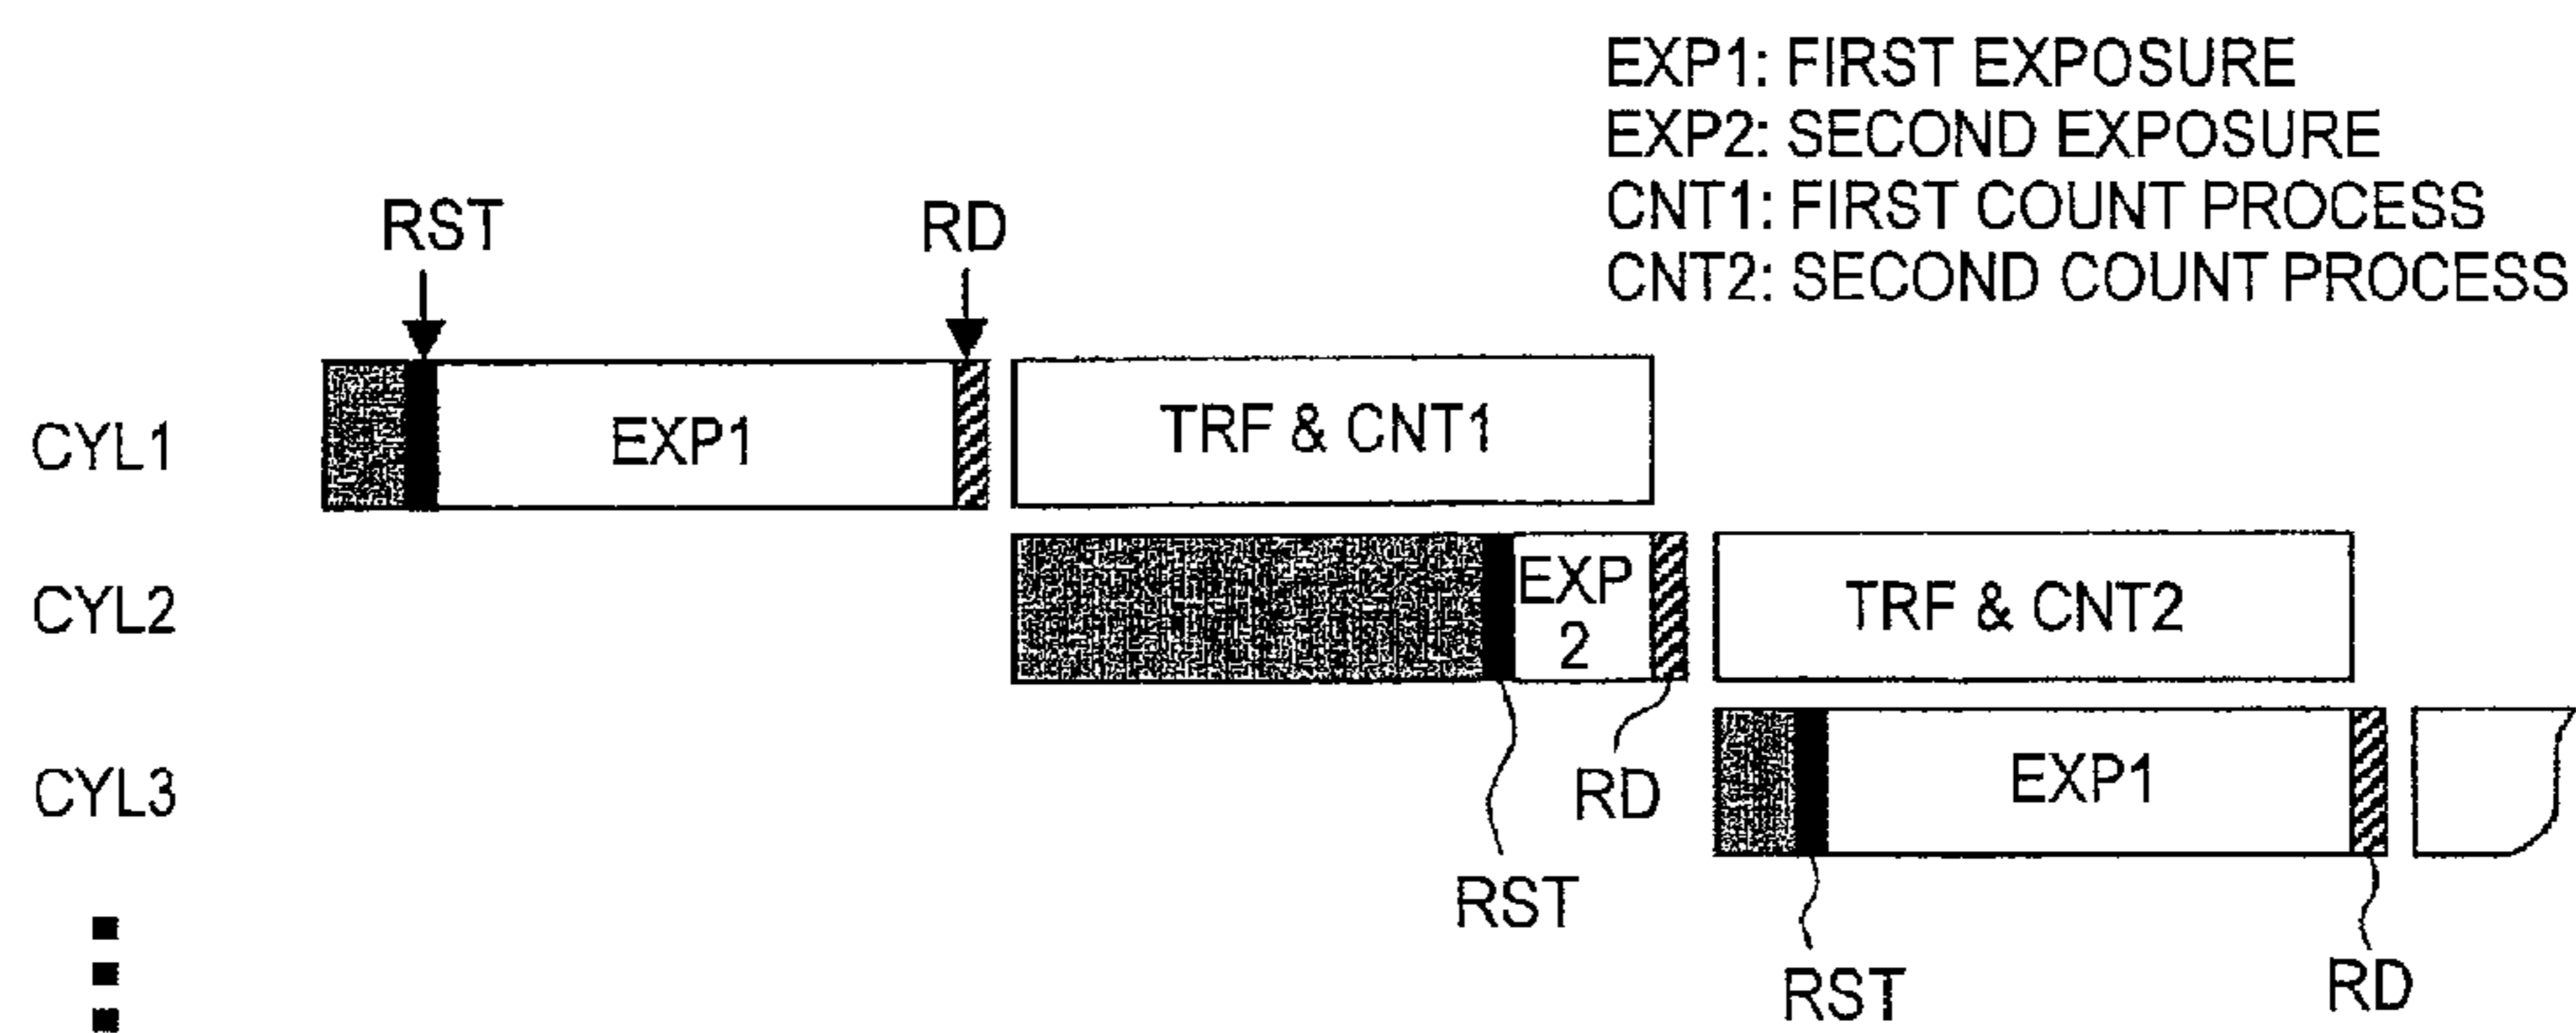 EXP1: FIRST EXPOSURE
EXP2: SECOND EXPOSURE
CNT1: FIRST COUNT PROCESS
CNT2: SECOND COUNT PROCESS
RST
RD
CYL1
EXP1
TRF & CNT1
CYL2
EXP
2
TRF & CNT2
CYL3
RD
EXP1
RST
RST
RD